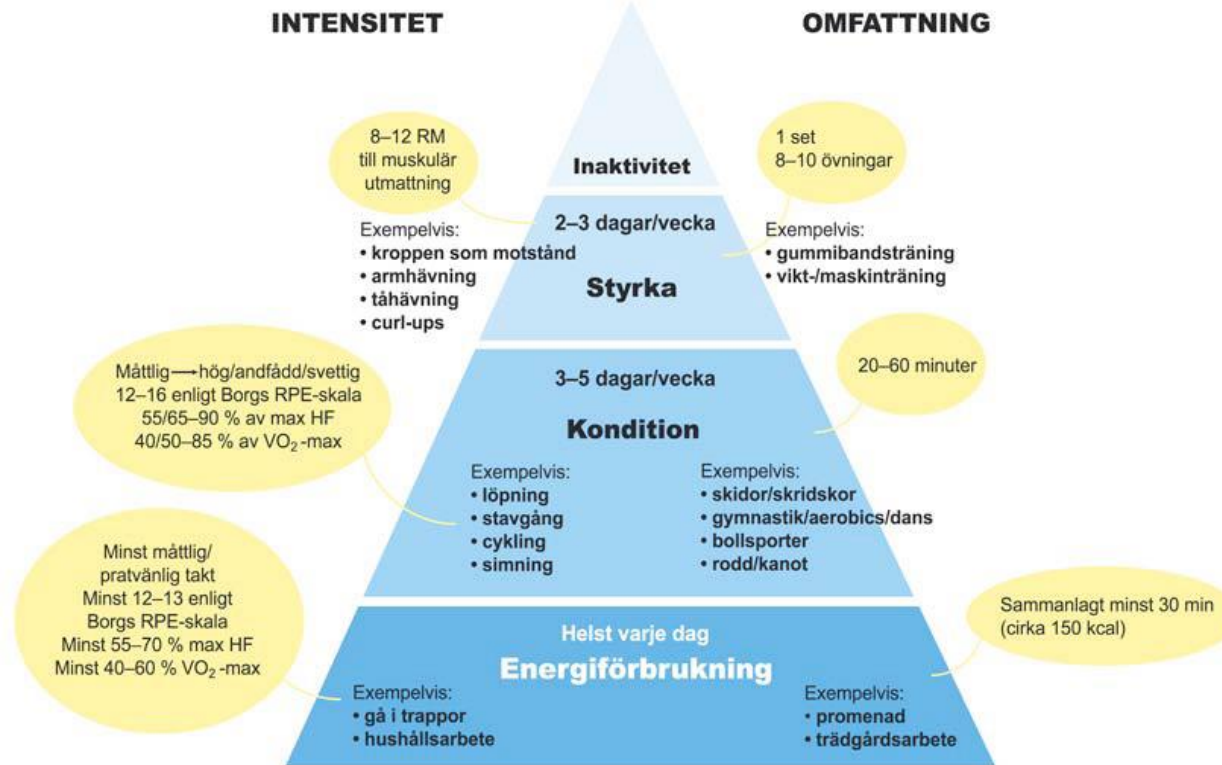 INTENSITET
OMFATTNING
8–12 RM
till muskulär
utmattning
1 set
8–10 övningar
Inaktivitet
2–3 dagar/vecka
Styrka
Exempelvis:
• kroppen som motstånd
• armhävning
• tåhävning
• curl-ups
Exempelvis:
• gummibandsträning
• vikt-/maskinträning
Måttlig → hög/andfådd/svettig
12–16 enligt Borgs RPE-skala
55/65–90 % av max HF
40/50–85 % av VO₂-max
20–60 minuter
3–5 dagar/vecka
Kondition
Exempelvis:
• löpning
• stavgång
• cykling
• simning
Exempelvis:
• skidor/skridskor
• gymnastik/aerobics/dans
• bollsporter
• rodd/kanot
Minst måttlig/
pratvänlig takt
Minst 12–13 enligt
Borgs RPE-skala
Minst 55–70 % max HF
Minst 40–60 % VO₂-max
Sammanlagt minst 30 min
(cirka 150 kcal)
Helst varje dag
Energiförbrukning
Exempelvis:
• gå i trappor
• hushållsarbete
• promenad
• trädgårdsarbete
Exempelvis: